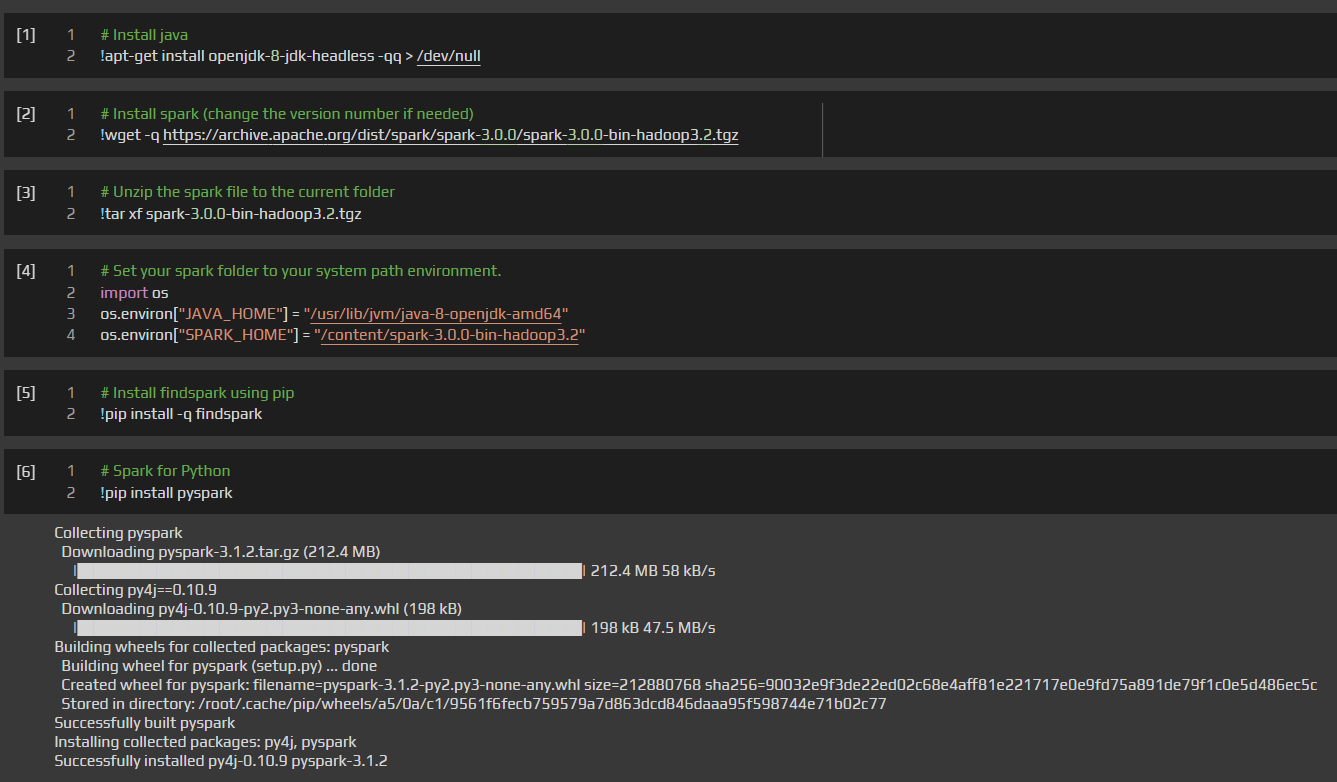 [1] 1 # Install java
2 !apt-get install openjdk-8-jdk-headless -qq > /dev/null
[2] 1 # Install spark (change the version number if needed)
2 !wget -q https://archive.apache.org/dist/spark/spark-3.0.0/spark-3.0.0-bin-hadoop3.2.tgz
[3] 1 # Unzip the spark file to the current folder
2 !tar xf spark-3.0.0-bin-hadoop3.2.tgz
[4] 1 # Set your spark folder to your system path environment.
2 import os
3 os.environ["JAVA_HOME"] = "/usr/lib/jvm/java-8-openjdk-amd64"
4 os.environ["SPARK_HOME"] = "/content/spark-3.0.0-bin-hadoop3.2"
[5] 1 # Install findspark using pip
2 !pip install -q findspark
[6] 1 # Spark for Python
2 !pip install pyspark
Collecting pyspark
Downloading pyspark-3.1.2.tar.gz (212.4 MB)
| | 212.4 MB 58 kB/s
Collecting py4j==0.10.9
Downloading py4j-0.10.9-py2.py3-none-any.whl (198 kB)
| | 198 kB 47.5 MB/s
Building wheels for collected packages: pyspark
Building wheel for pyspark (setup.py) ... done
Created wheel for pyspark: filename=pyspark-3.1.2-py2.py3-none-any.whl size=212880768 sha256=90032e9f3de22ed02c68e4aff81e221717e0e9fd75a891de79f1c0e5d486ec5c
Stored in directory: /root/.cache/pip/wheels/a5/0a/c1/9561f6fecb759579a7d863dcd846daaa95f598744e71b02c77
Successfully built pyspark
Installing collected packages: py4j, pyspark
Successfully installed py4j-0.10.9 pyspark-3.1.2